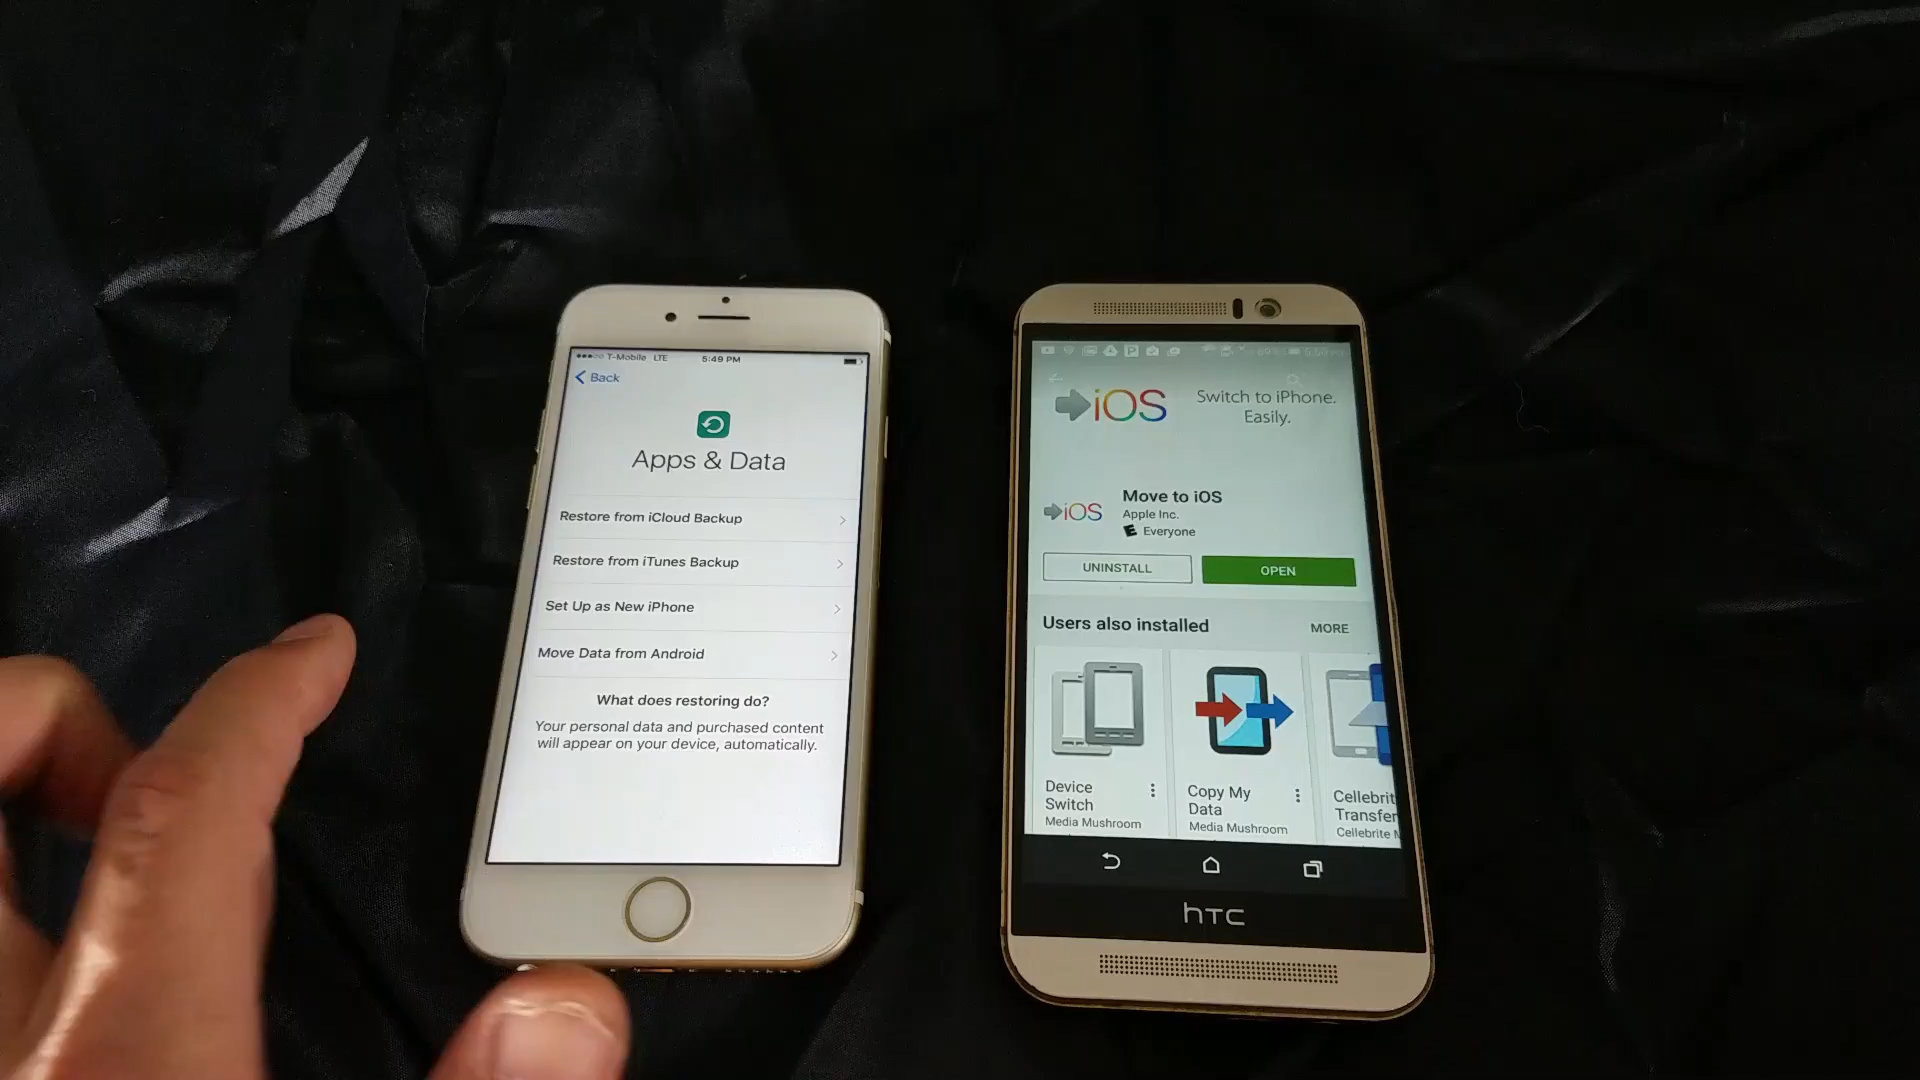 T-Mobile LTE 5:49 PM
Back
Apps & Data
Restore from iCloud Backup
Restore from iTunes Backup
Set Up as New iPhone
Move Data from Android
What does restoring do?
Your personal data and purchased content
will appear on your device, automatically.
iOS
Switch to iPhone.
Easily.
iOS
Move to iOS
Apple Inc.
E Everyone
UNINSTALL
OPEN
Users also installed
MORE
Device
Switch
Media Mushroom
Copy My
Data
Media Mushroom
Cellebrit
Transfer
Cellebrite M
hTC